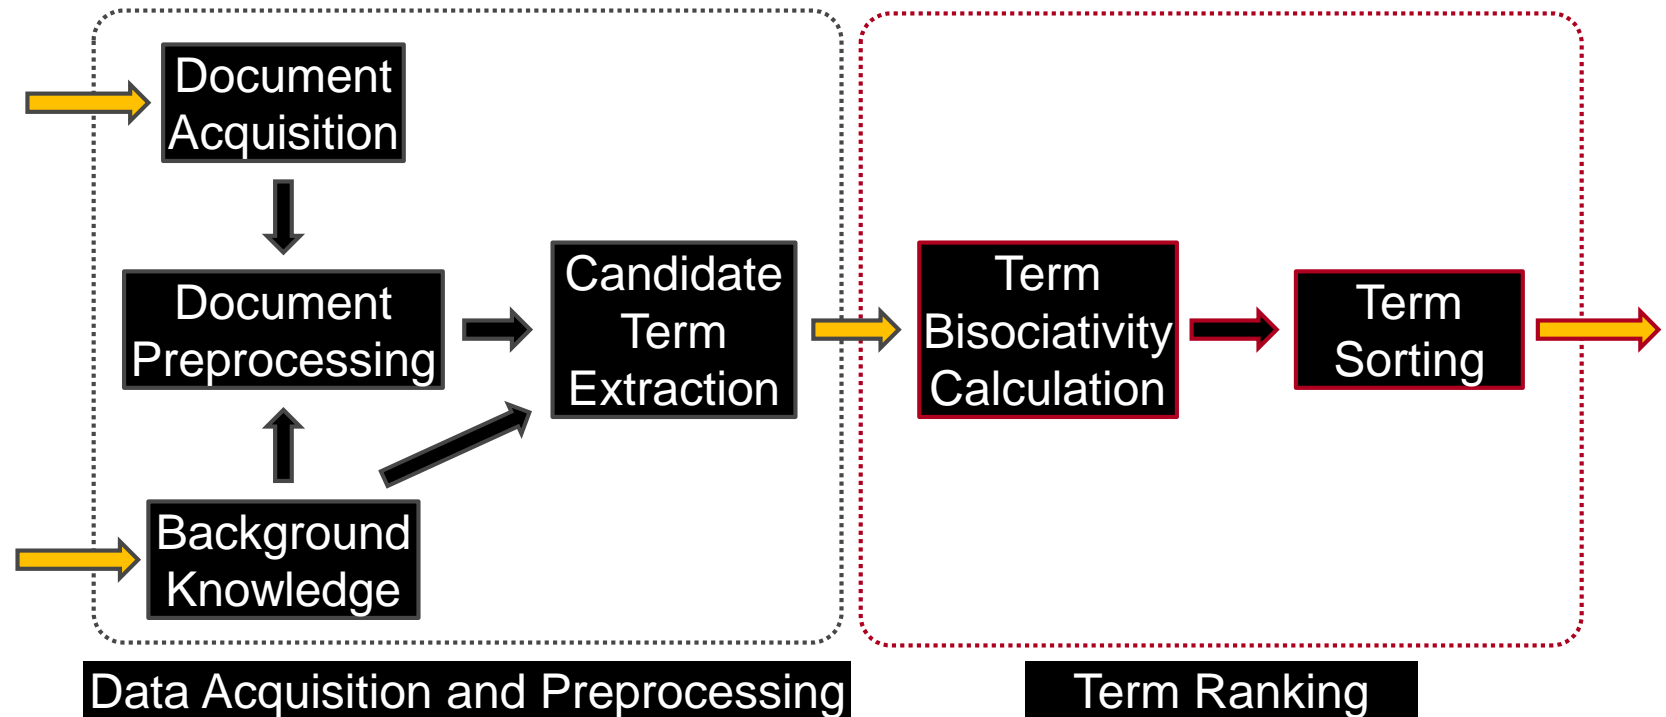 Document
Acquisition
Document
Preprocessing
Background
Knowledge
Candidate
Term
Extraction
Term
Bisociativity
Calculation
Term
Sorting
Data Acquisition and Preprocessing
Term Ranking